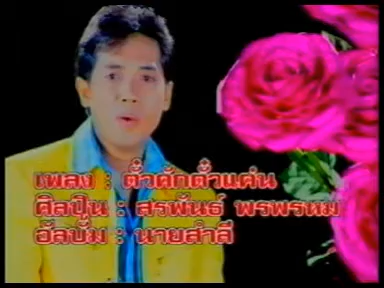 เพลง : ตั๋วคักตั๋วแค่น
ศิลปิน : สรพันธ์ พรพรหม
อัลบั้ม : นายสำลี